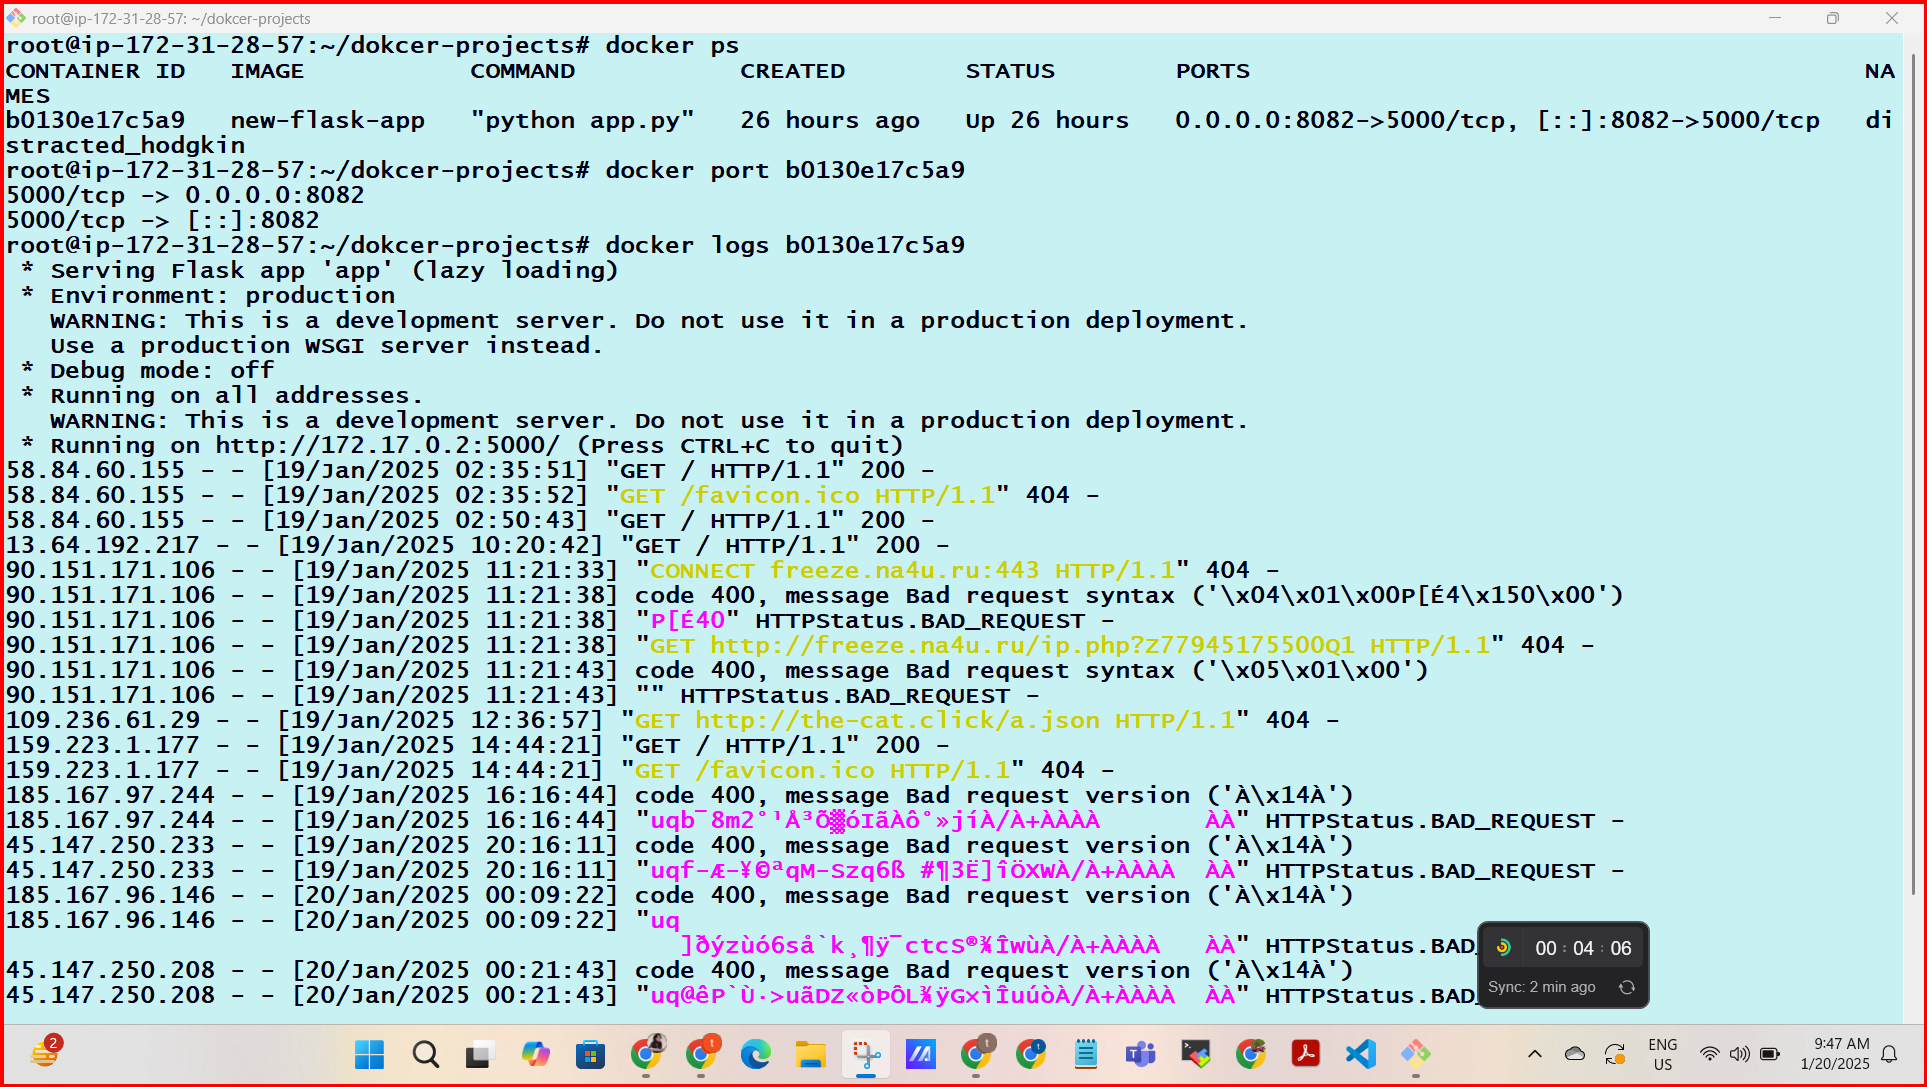 root@ip-172-31-28-57: ~/dokcer-projects
root@ip-172-31-28-57:~/dokcer-projects# docker ps
CONTAINER ID   IMAGE           COMMAND           CREATED        STATUS        PORTS                                         NA
MES
b0130e17c5a9   new-flask-app   "python app.py"   26 hours ago   Up 26 hours   0.0.0.0:8082->5000/tcp, [::]:8082->5000/tcp   di
stracted_hodgkin
root@ip-172-31-28-57:~/dokcer-projects# docker port b0130e17c5a9
5000/tcp -> 0.0.0.0:8082
5000/tcp -> [::]:8082
root@ip-172-31-28-57:~/dokcer-projects# docker logs b0130e17c5a9
 * Serving Flask app 'app' (lazy loading)
 * Environment: production
   WARNING: This is a development server. Do not use it in a production deployment.
   Use a production WSGI server instead.
 * Debug mode: off
 * Running on all addresses.
   WARNING: This is a development server. Do not use it in a production deployment.
 * Running on http://172.17.0.2:5000/ (Press CTRL+C to quit)
58.84.60.155 - - [19/Jan/2025 02:35:51] "GET / HTTP/1.1" 200 -
58.84.60.155 - - [19/Jan/2025 02:35:52] "GET /favicon.ico HTTP/1.1" 404 -
58.84.60.155 - - [19/Jan/2025 02:50:43] "GET / HTTP/1.1" 200 -
13.64.192.217 - - [19/Jan/2025 10:20:42] "GET / HTTP/1.1" 200 -
90.151.171.106 - - [19/Jan/2025 11:21:33] "CONNECT freeze.na4u.ru:443 HTTP/1.1" 404 -
90.151.171.106 - - [19/Jan/2025 11:21:38] code 400, message Bad request syntax ('\x04\x01\x00P[É4\x150\x00')
90.151.171.106 - - [19/Jan/2025 11:21:38] "P[É40" HTTPStatus.BAD_REQUEST -
90.151.171.106 - - [19/Jan/2025 11:21:38] "GET http://freeze.na4u.ru/ip.php?Z77945175500Q1 HTTP/1.1" 404 -
90.151.171.106 - - [19/Jan/2025 11:21:43] code 400, message Bad request syntax ('\x05\x01\x00')
90.151.171.106 - - [19/Jan/2025 11:21:43] "" HTTPStatus.BAD_REQUEST -
109.236.61.29 - - [19/Jan/2025 12:36:57] "GET http://the-cat.click/a.json HTTP/1.1" 404 -
159.223.1.177 - - [19/Jan/2025 14:44:21] "GET / HTTP/1.1" 200 -
159.223.1.177 - - [19/Jan/2025 14:44:21] "GET /favicon.ico HTTP/1.1" 404 -
185.167.97.244 - - [19/Jan/2025 16:16:44] code 400, message Bad request version ('À\x14À')
185.167.97.244 - - [19/Jan/2025 16:16:44] "uqb¯8m2°¹Å³Õ▒óIãÀô°»jíÀ/À+ÀÀÀÀ       ÀÀ" HTTPStatus.BAD_REQUEST -
45.147.250.233 - - [19/Jan/2025 20:16:11] code 400, message Bad request version ('À\x14À')
45.147.250.233 - - [19/Jan/2025 20:16:11] "uqf-Æ-¥©ªqM-Szq6ß #¶3Ë]îÖXWÀ/À+ÀÀÀÀ  ÀÀ" HTTPStatus.BAD_REQUEST -
185.167.96.146 - - [20/Jan/2025 00:09:22] code 400, message Bad request version ('À\x14À')
185.167.96.146 - - [20/Jan/2025 00:09:22] "uq
                                             ]ðýzùó6så`k¸¶ÿ¯ctcS®¾ÎwùÀ/À+ÀÀÀÀ   ÀÀ" HTTPStatus.BAD_
45.147.250.208 - - [20/Jan/2025 00:21:43] code 400, message Bad request version ('À\x14À')
45.147.250.208 - - [20/Jan/2025 00:21:43] "uq@êP`Ù·>uãDZ«òÞÔL¾ÿG×ìÎuúòÀ/À+ÀÀÀÀ  ÀÀ" HTTPStatus.BAD_
00 : 04 : 06
Sync: 2 min ago
2
t
t
t
T
ENG
US
9:47 AM
1/20/2025